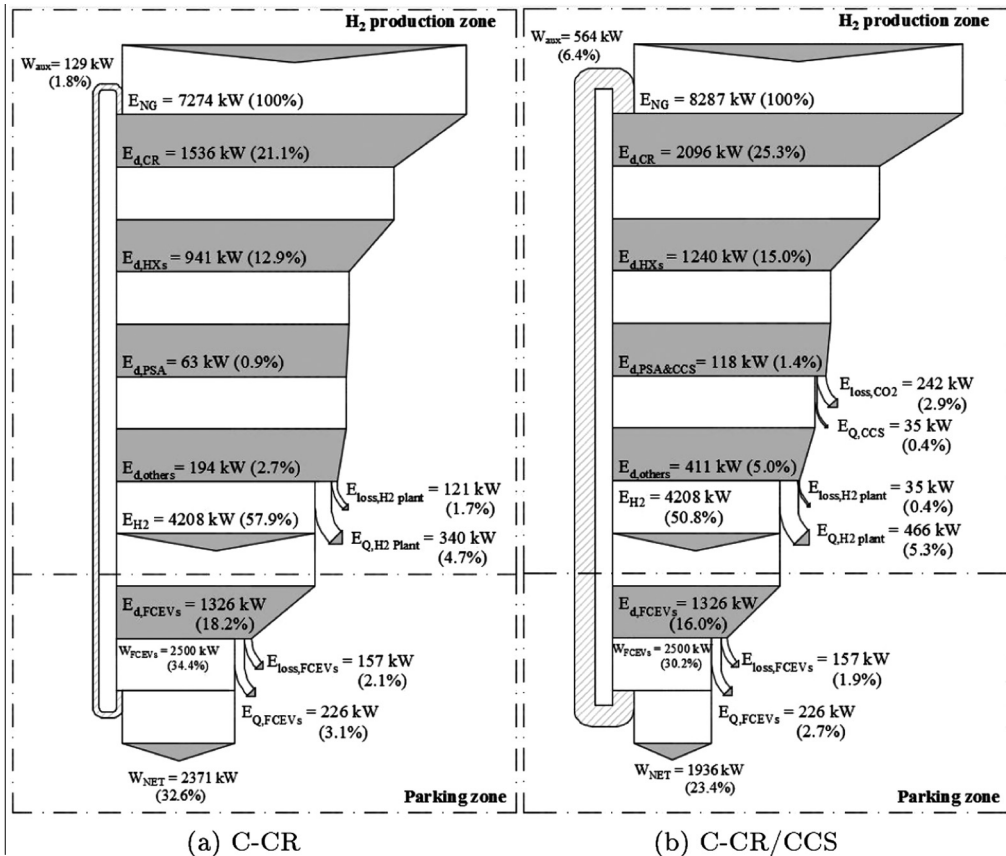 H2 production zone
Waux= 129 kW
(1.8%)
ENG = 7274 kW (100%)
Ed,CR = 1536 kW (21.1%)
Ed,HXs = 941 kW (12.9%)
Ed,PSA = 63 kW (0.9%)
Ed,others = 194 kW (2.7%)
Eloss,H2 plant = 121 kW
(1.7%)
EH2 = 4208 kW (57.9%)
EQ,H2 Plant = 340 kW
(4.7%)
Ed,FCEVs = 1326 kW
(18.2%)
WFCEVs = 2500 kW
(34.4%)
Eloss,FCEVs = 157 kW
(2.1%)
EQ,FCEVs = 226 kW
(3.1%)
WNET = 2371 kW
(32.6%)
Parking zone
(a) C-CR
H2 production zone
Waux= 564 kW
(6.4%)
ENG = 8287 kW (100%)
Ed,CR = 2096 kW (25.3%)
Ed,HXs = 1240 kW (15.0%)
Ed,PSA&CCS = 118 kW (1.4%)
Eloss,CO2 = 242 kW
(2.9%)
EQ,CCS = 35 kW
(0.4%)
Ed,others = 411 kW (5.0%)
Eloss,H2 plant = 35 kW
(0.4%)
EH2 = 4208 kW
(50.8%)
EQ,H2 plant = 466 kW
(5.3%)
Ed,FCEVs = 1326 kW
(16.0%)
WFCEVs = 2500 kW
(30.2%)
Eloss,FCEVs = 157 kW
(1.9%)
EQ,FCEVs = 226 kW
(2.7%)
WNET = 1936 kW
(23.4%)
Parking zone
(b) C-CR/CCS